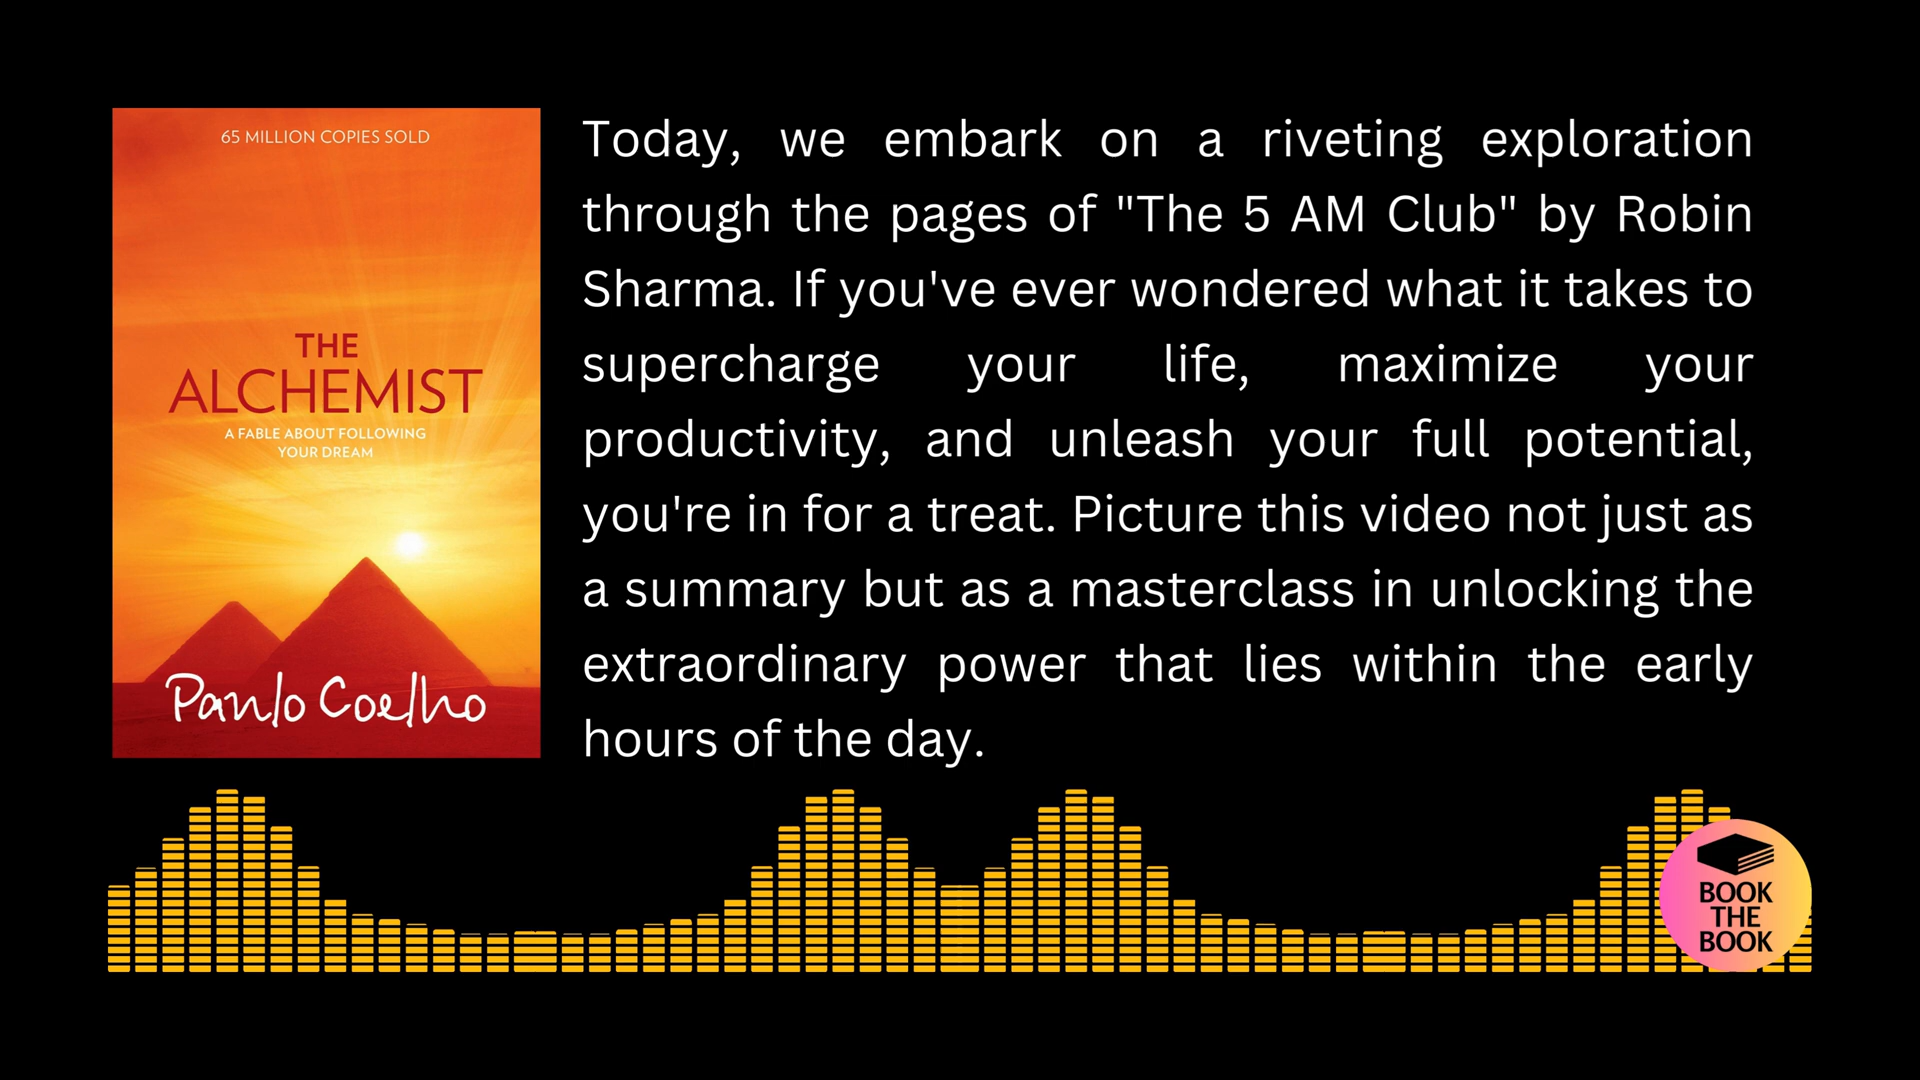 65 MILLION COPIES SOLD
THE
ALCHEMIST
A FABLE ABOUT FOLLOWING
YOUR DREAM
Paulo Coelho
Today, we embark on a riveting exploration
through the pages of "The 5 AM Club" by Robin
Sharma. If you've ever wondered what it takes to
supercharge your life, maximize your
productivity, and unleash your full potential,
you're in for a treat. Picture this video not just as
a summary but as a masterclass in unlocking the
extraordinary power that lies within the early
hours of the day.
BOOK
THE
BOOK